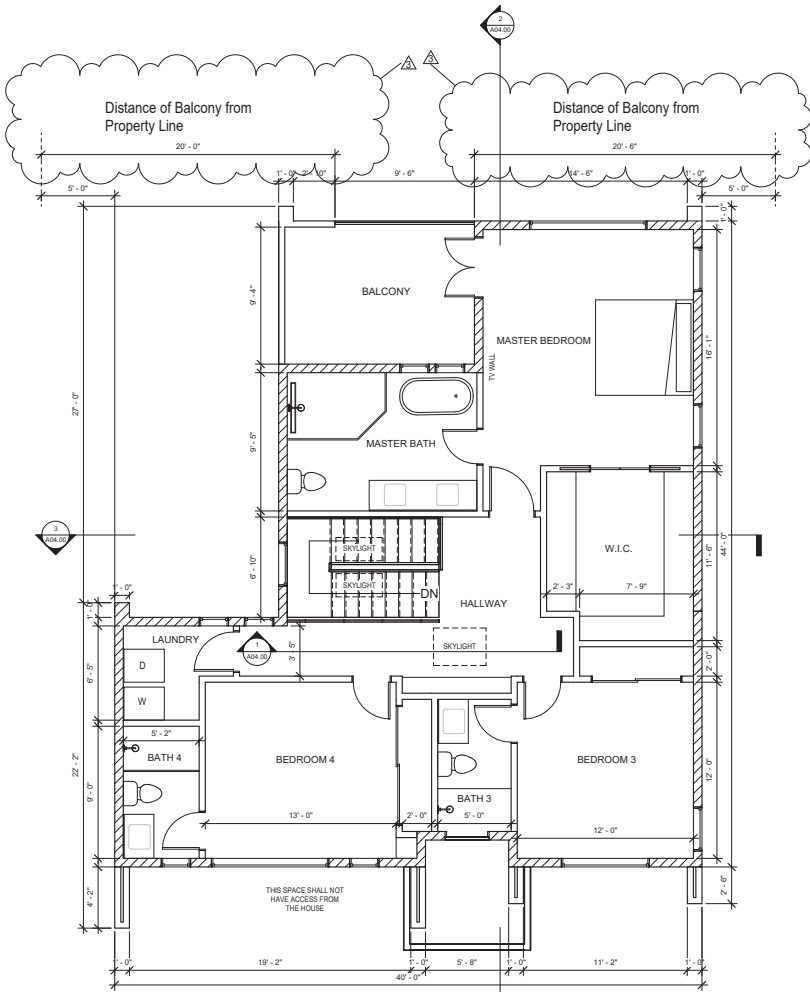 2
A04.00
3
3
Distance of Balcony from
Property Line
Distance of Balcony from
Property Line
20' - 0"
20' - 6"
5' - 0"
1' - 0"
2' - 10"
9' - 6"
14' - 6"
1' - 0"
5' - 0"
1' - 0"
BALCONY
9' - 4"
MASTER BEDROOM
TV WALL
16' - 1"
27' - 0"
9' - 5"
MASTER BATH
3
A04.00
W.I.C.
11' - 6"
44' - 0"
SKYLIGHT
SKYLIGHT
DN
6' - 10"
2' - 3"
7' - 9"
HALLWAY
1' - 0"
1' - 0"
LAUNDRY
1
A04.00
3' - 5"
SKYLIGHT
D
W
6' - 5"
2' - 0"
5' - 2"
BATH 4
BEDROOM 4
BEDROOM 3
22' - 2"
9' - 0"
12' - 0"
BATH 3
13' - 0"
2' - 0"
5' - 0"
12' - 0"
4' - 2"
THIS SPACE SHALL NOT
HAVE ACCESS FROM
THE HOUSE
2' - 6"
1' - 0"
19' - 2"
1' - 0"
5' - 8"
1' - 0"
11' - 2"
1' - 0"
40' - 0"